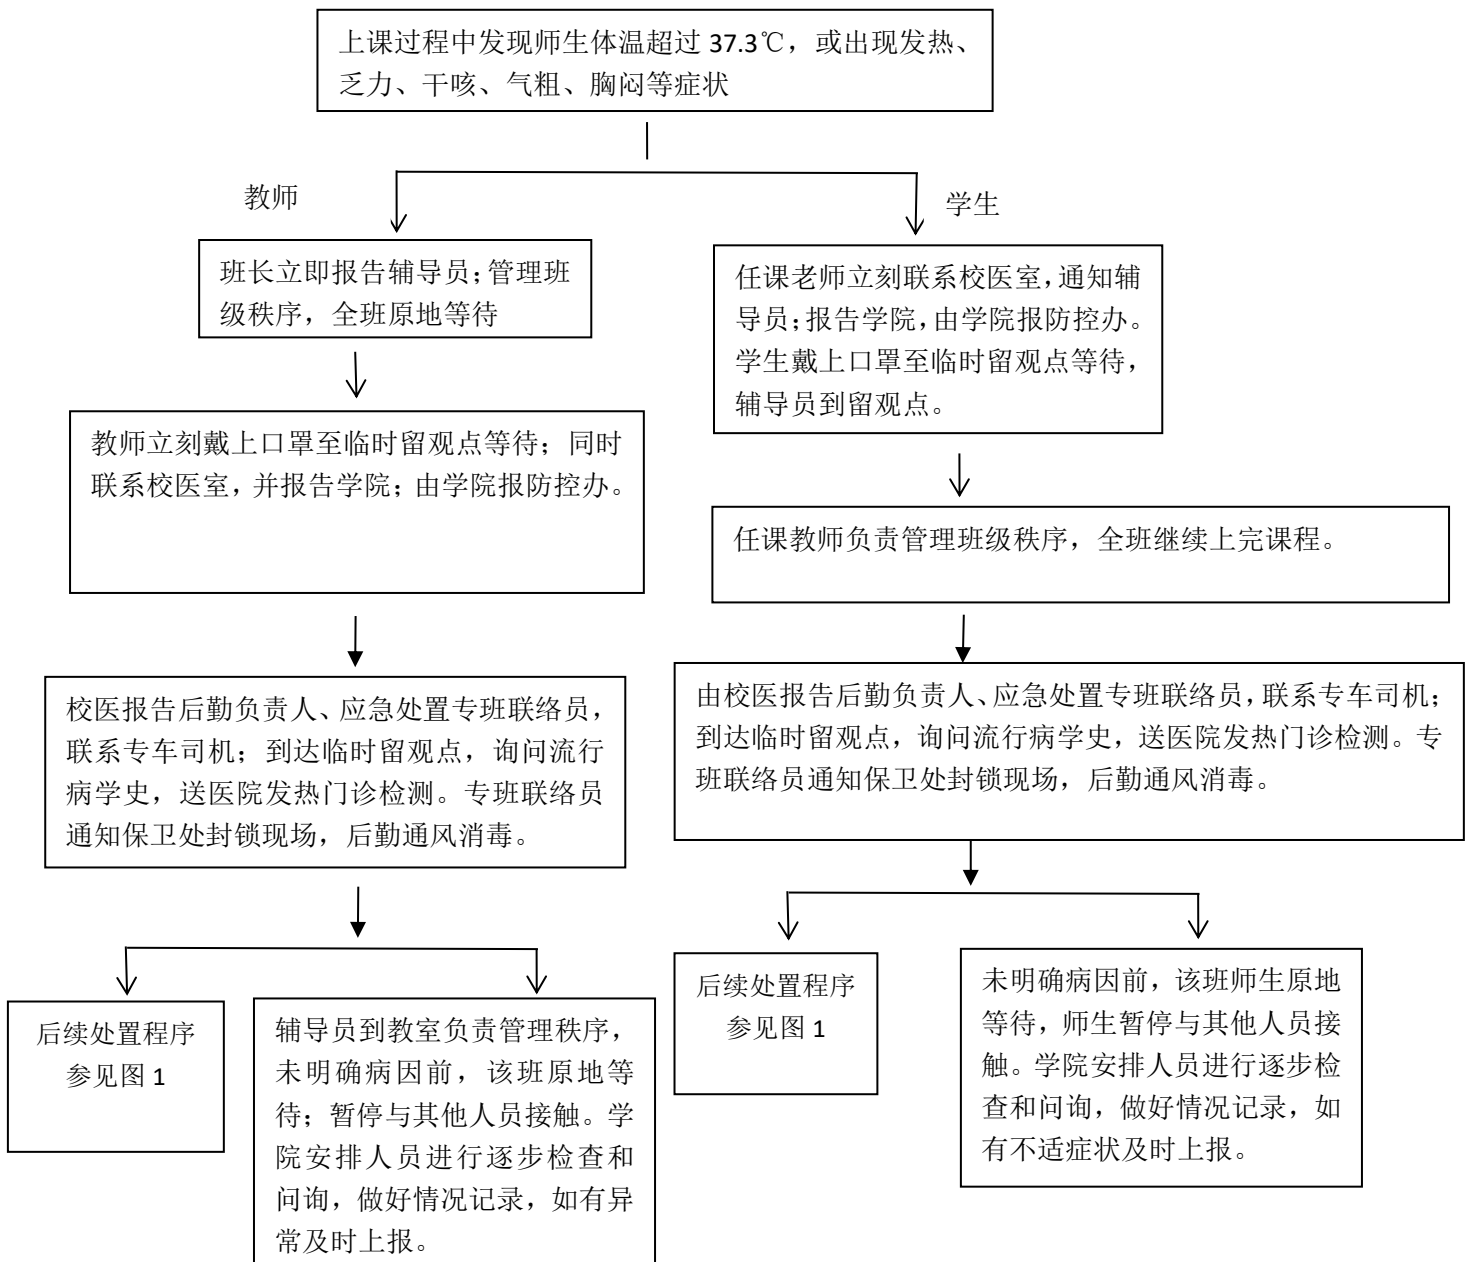 上课过程中发现师生体温超过 37.3℃，或出现发热、
乏力、干咳、气粗、胸闷等症状
教师
学生
班长立即报告辅导员；管理班
级秩序，全班原地等待
任课老师立刻联系校医室，通知辅
导员；报告学院，由学院报防控办。
学生戴上口罩至临时留观点等待，
辅导员到留观点。
教师立刻戴上口罩至临时留观点等待；同时
联系校医室，并报告学院；由学院报防控办。
任课教师负责管理班级秩序，全班继续上完课程。
校医报告后勤负责人、应急处置专班联络员，
联系专车司机；到达临时留观点，询问流行
病学史，送医院发热门诊检测。专班联络员
通知保卫处封锁现场，后勤通风消毒。
由校医报告后勤负责人、应急处置专班联络员，联系专车司机；
到达临时留观点，询问流行病学史，送医院发热门诊检测。专
班联络员通知保卫处封锁现场，后勤通风消毒。
后续处置程序
参见图 1
辅导员到教室负责管理秩序，
未明确病因前，该班原地等
待；暂停与其他人员接触。学
院安排人员进行逐步检查和
问询，做好情况记录，如有异
常及时上报。
后续处置程序
参见图 1
未明确病因前，该班师生原地
等待，师生暂停与其他人员接
触。学院安排人员进行逐步检
查和问询，做好情况记录，如
有不适症状及时上报。